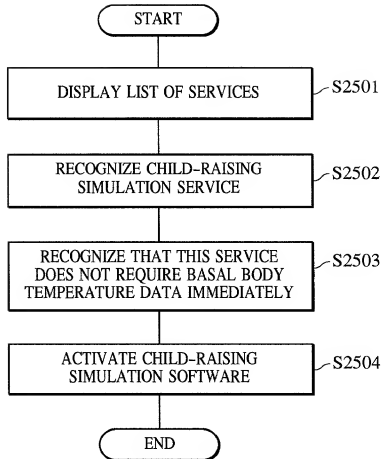 START
DISPLAY LIST OF SERVICES
S2501
RECOGNIZE CHILD-RAISING
SIMULATION SERVICE
S2502
RECOGNIZE THAT THIS SERVICE
DOES NOT REQUIRE BASAL BODY
TEMPERATURE DATA IMMEDIATELY
S2503
ACTIVATE CHILD-RAISING
SIMULATION SOFTWARE
S2504
END